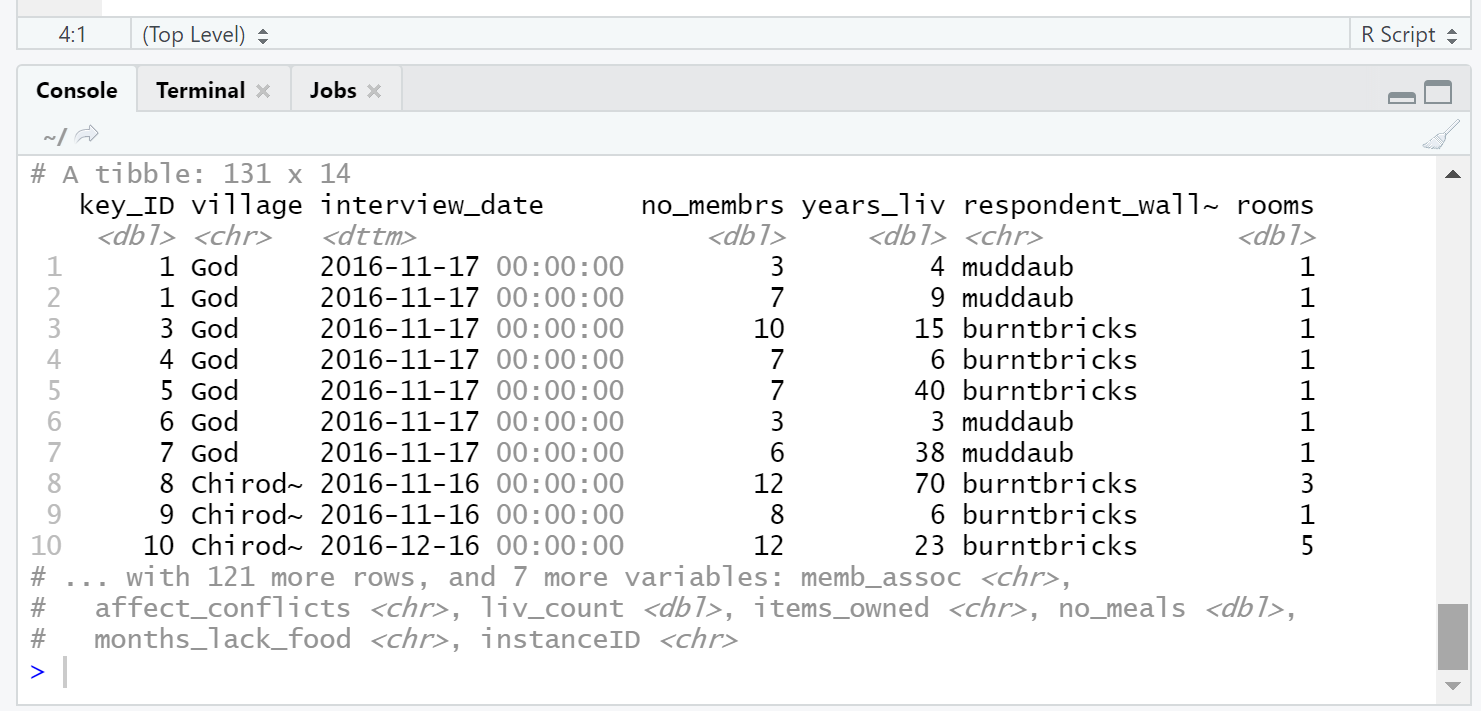 4:1 (Top Level) R Script
Console Terminal Jobs
~/
# A tibble: 131 x 14
key_ID village interview_date no_membrs years_liv respondent_wall~ rooms
<dbl> <chr> <dttm> <dbl> <dbl> <chr> <dbl>
1 1 God 2016-11-17 00:00:00 3 4 muddaub 1
2 1 God 2016-11-17 00:00:00 7 9 muddaub 1
3 3 God 2016-11-17 00:00:00 10 15 burntbricks 1
4 4 God 2016-11-17 00:00:00 7 6 burntbricks 1
5 5 God 2016-11-17 00:00:00 7 40 burntbricks 1
6 6 God 2016-11-17 00:00:00 3 3 muddaub 1
7 7 God 2016-11-17 00:00:00 6 38 muddaub 1
8 8 Chirod~ 2016-11-16 00:00:00 12 70 burntbricks 3
9 9 Chirod~ 2016-11-16 00:00:00 8 6 burntbricks 1
10 10 Chirod~ 2016-12-16 00:00:00 12 23 burntbricks 5
# ... with 121 more rows, and 7 more variables: memb_assoc <chr>,
# affect_conflicts <chr>, liv_count <dbl>, items_owned <chr>, no_meals <dbl>,
# months_lack_food <chr>, instanceID <chr>
>